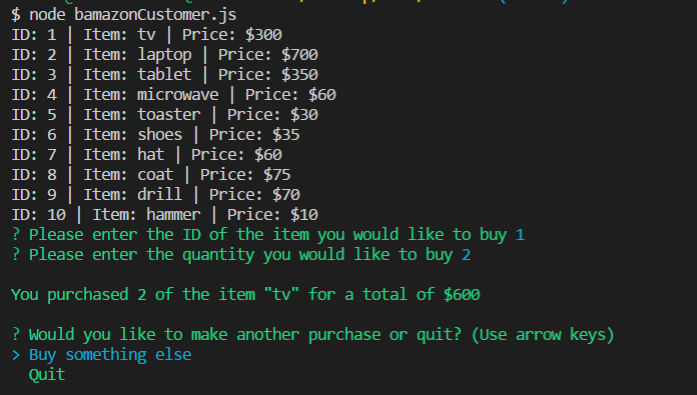 $ node bamazonCustomer.js
ID: 1 | Item: tv | Price: $300
ID: 2 | Item: laptop | Price: $700
ID: 3 | Item: tablet | Price: $350
ID: 4 | Item: microwave | Price: $60
ID: 5 | Item: toaster | Price: $30
ID: 6 | Item: shoes | Price: $35
ID: 7 | Item: hat | Price: $60
ID: 8 | Item: coat | Price: $75
ID: 9 | Item: drill | Price: $70
ID: 10 | Item: hammer | Price: $10
? Please enter the ID of the item you would like to buy 1
? Please enter the quantity you would like to buy 2
You purchased 2 of the item "tv" for a total of $600
? Would you like to make another purchase or quit? (Use arrow keys)
> Buy something else
Quit